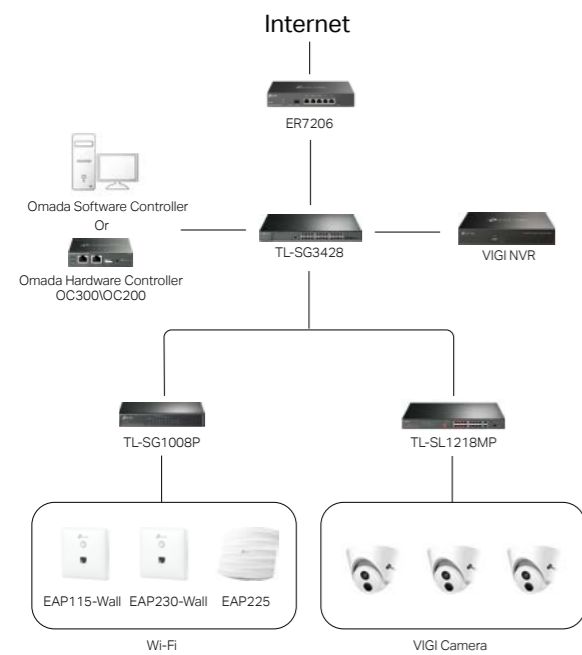 Internet
ER7206
Omada Software Controller
Or
Omada Hardware Controller
OC300\OC200
TL-SG3428
VIGI NVR
TL-SG1008P
TL-SL1218MP
EAP115-Wall EAP230-Wall EAP225
Wi-Fi
VIGI Camera